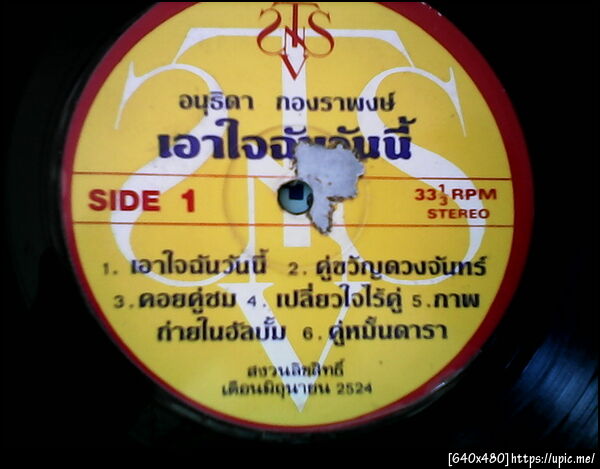 อนุธิดา กองราพงษ์
เอาใจฉันวันนี้
SIDE 1
33 1/3 RPM
STEREO
1. เอาใจฉันวันนี้ 2. คู่ขวัญดวงจันทร์
3. คอยคู่ชม 4. เปลี่ยวใจไร้คู่ 5. ภาพ
ถ่ายในอัลบั้ม 6. คู่หมื่นดารา
สงวนลิขสิทธิ์
เดือนมิถุนายน 2524
[640x480]https://upic.me/